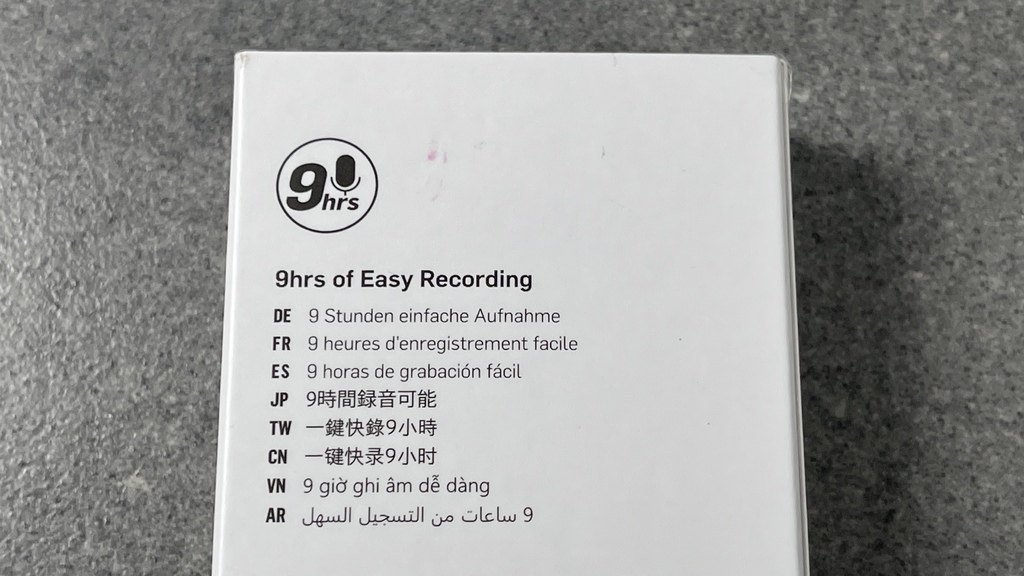 9hrs
9hrs of Easy Recording
DE 9 Stunden einfache Aufnahme
FR 9 heures d'enregistrement facile
ES 9 horas de grabación fácil
JP 9時間録音可能
TW 一鍵快錄9小時
CN 一键快录9小时
VN 9 giờ ghi âm dễ dàng
AR 9 ساعات من التسجيل السهل